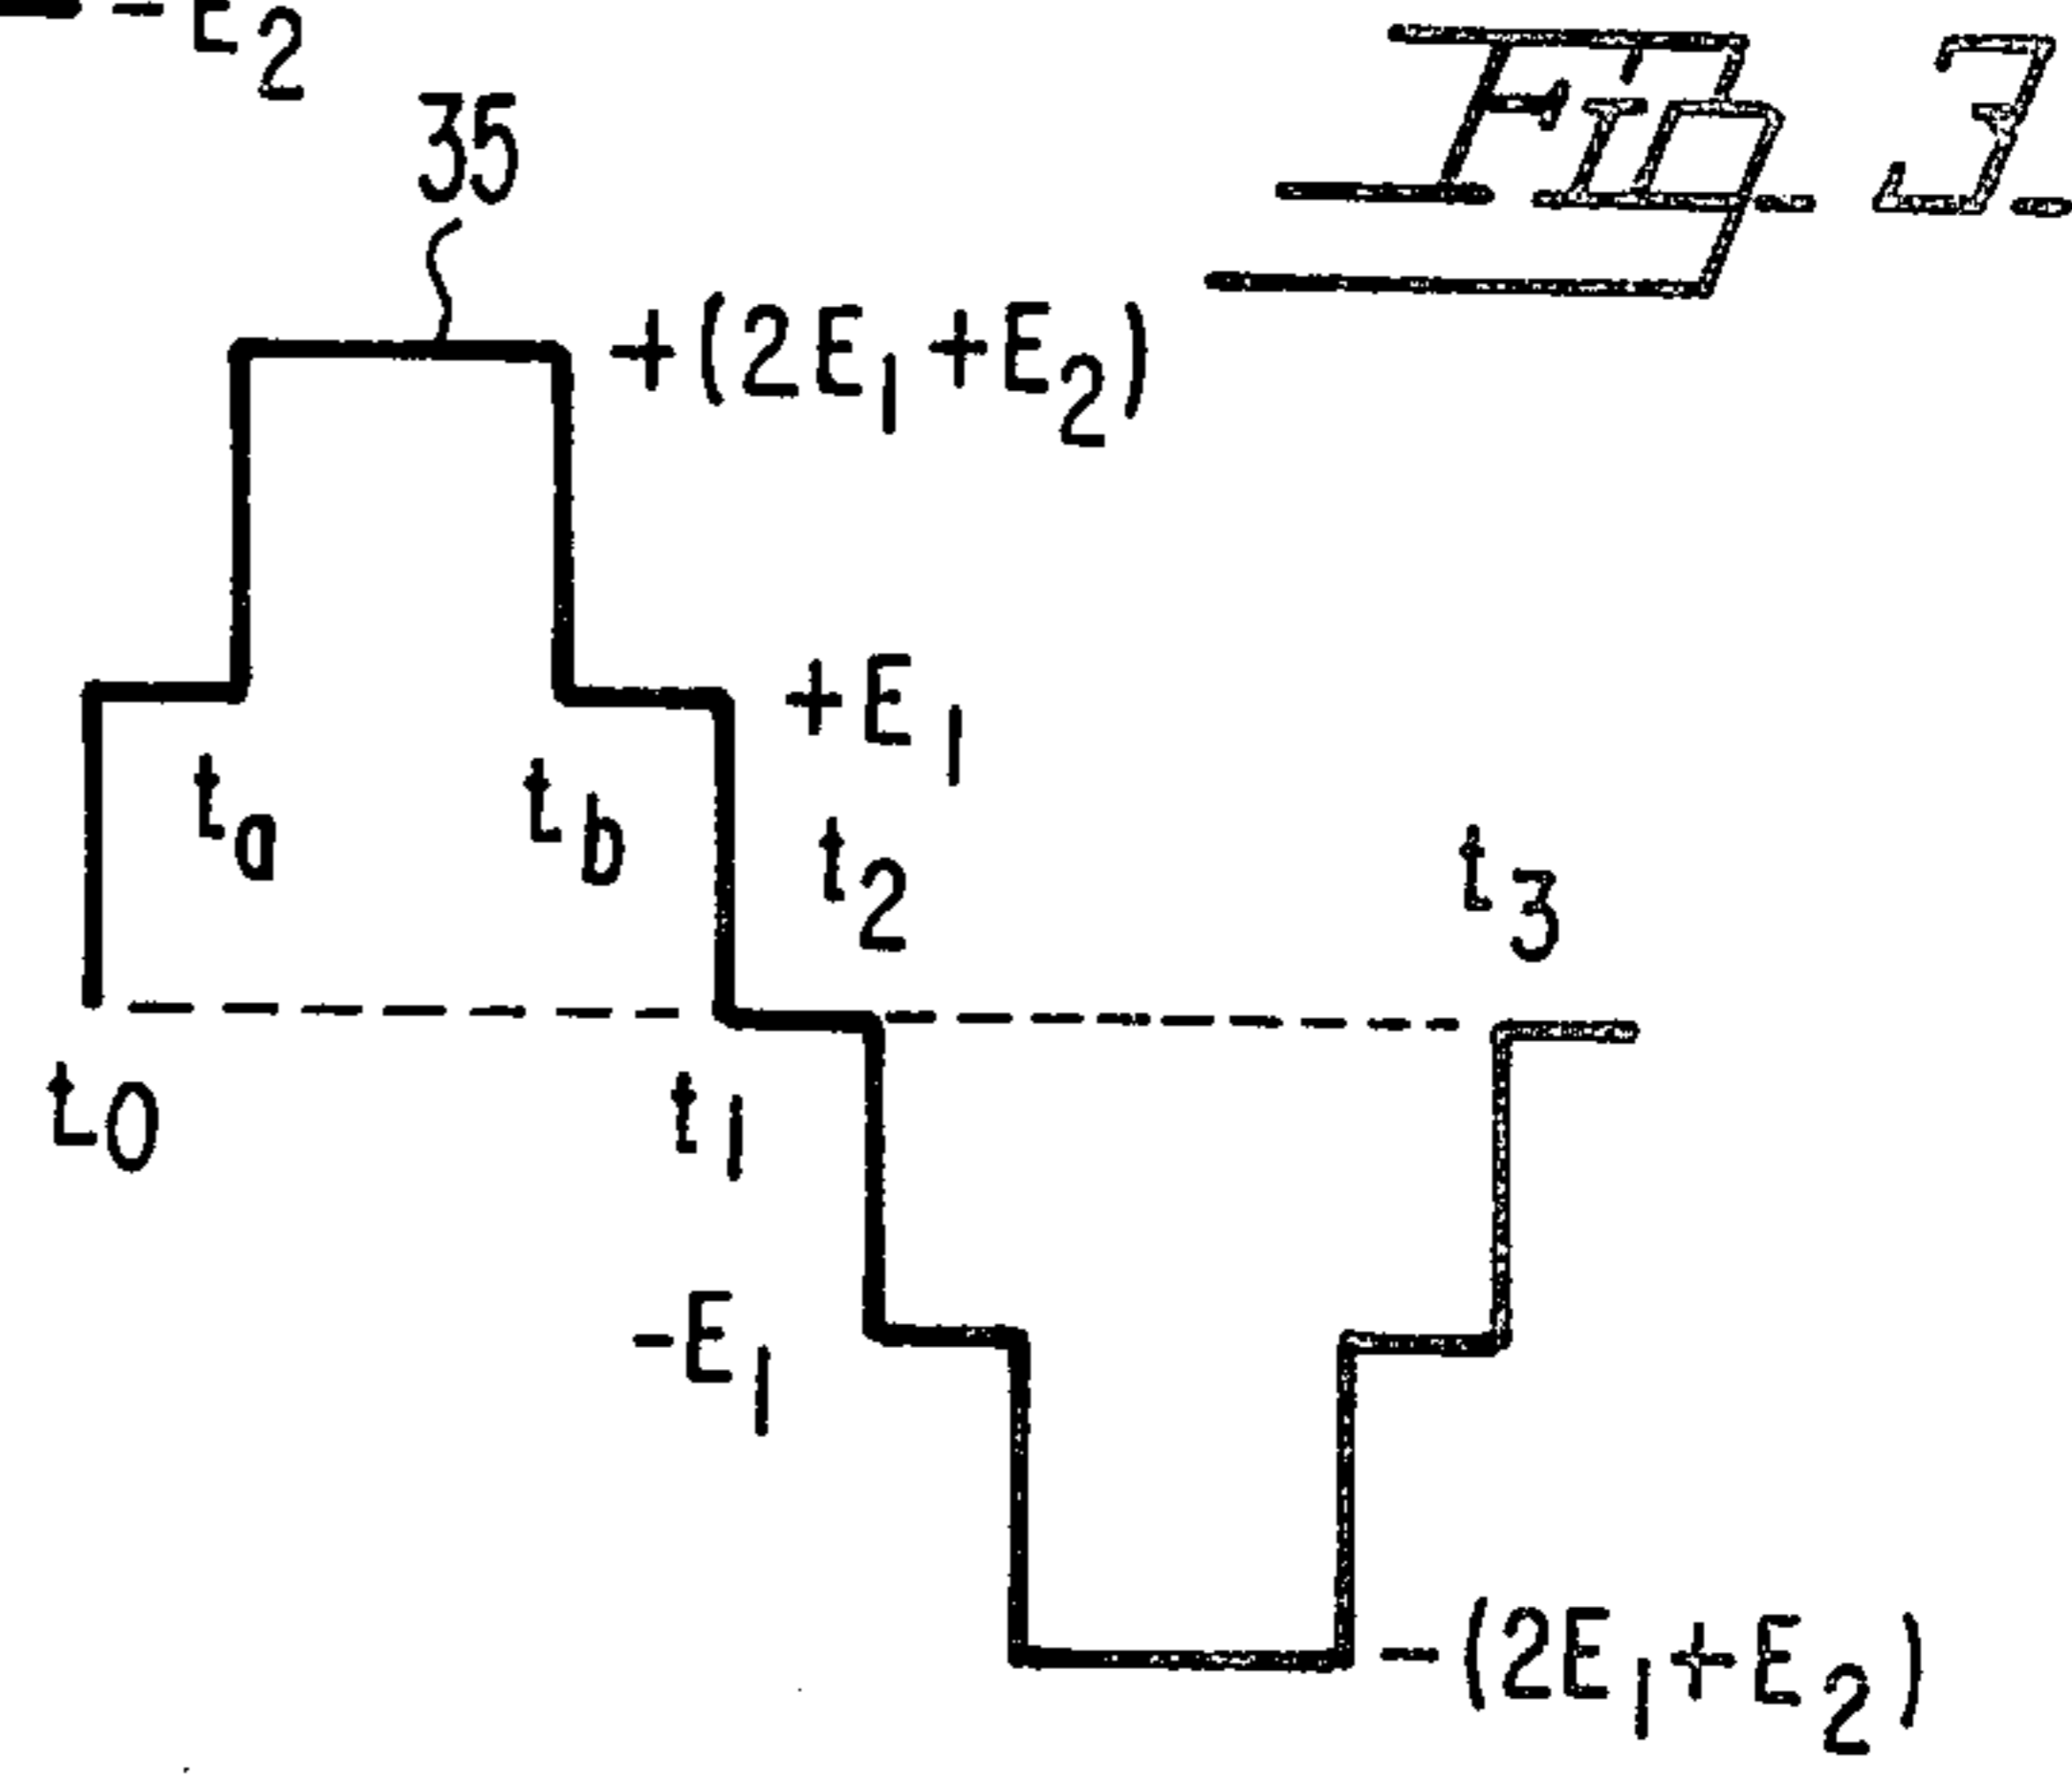 -E2
FIG. 3.
35
+(2E1+E2)
+E1
ta
tb
t2
t3
t0
t1
-E1
-(2E1+E2)